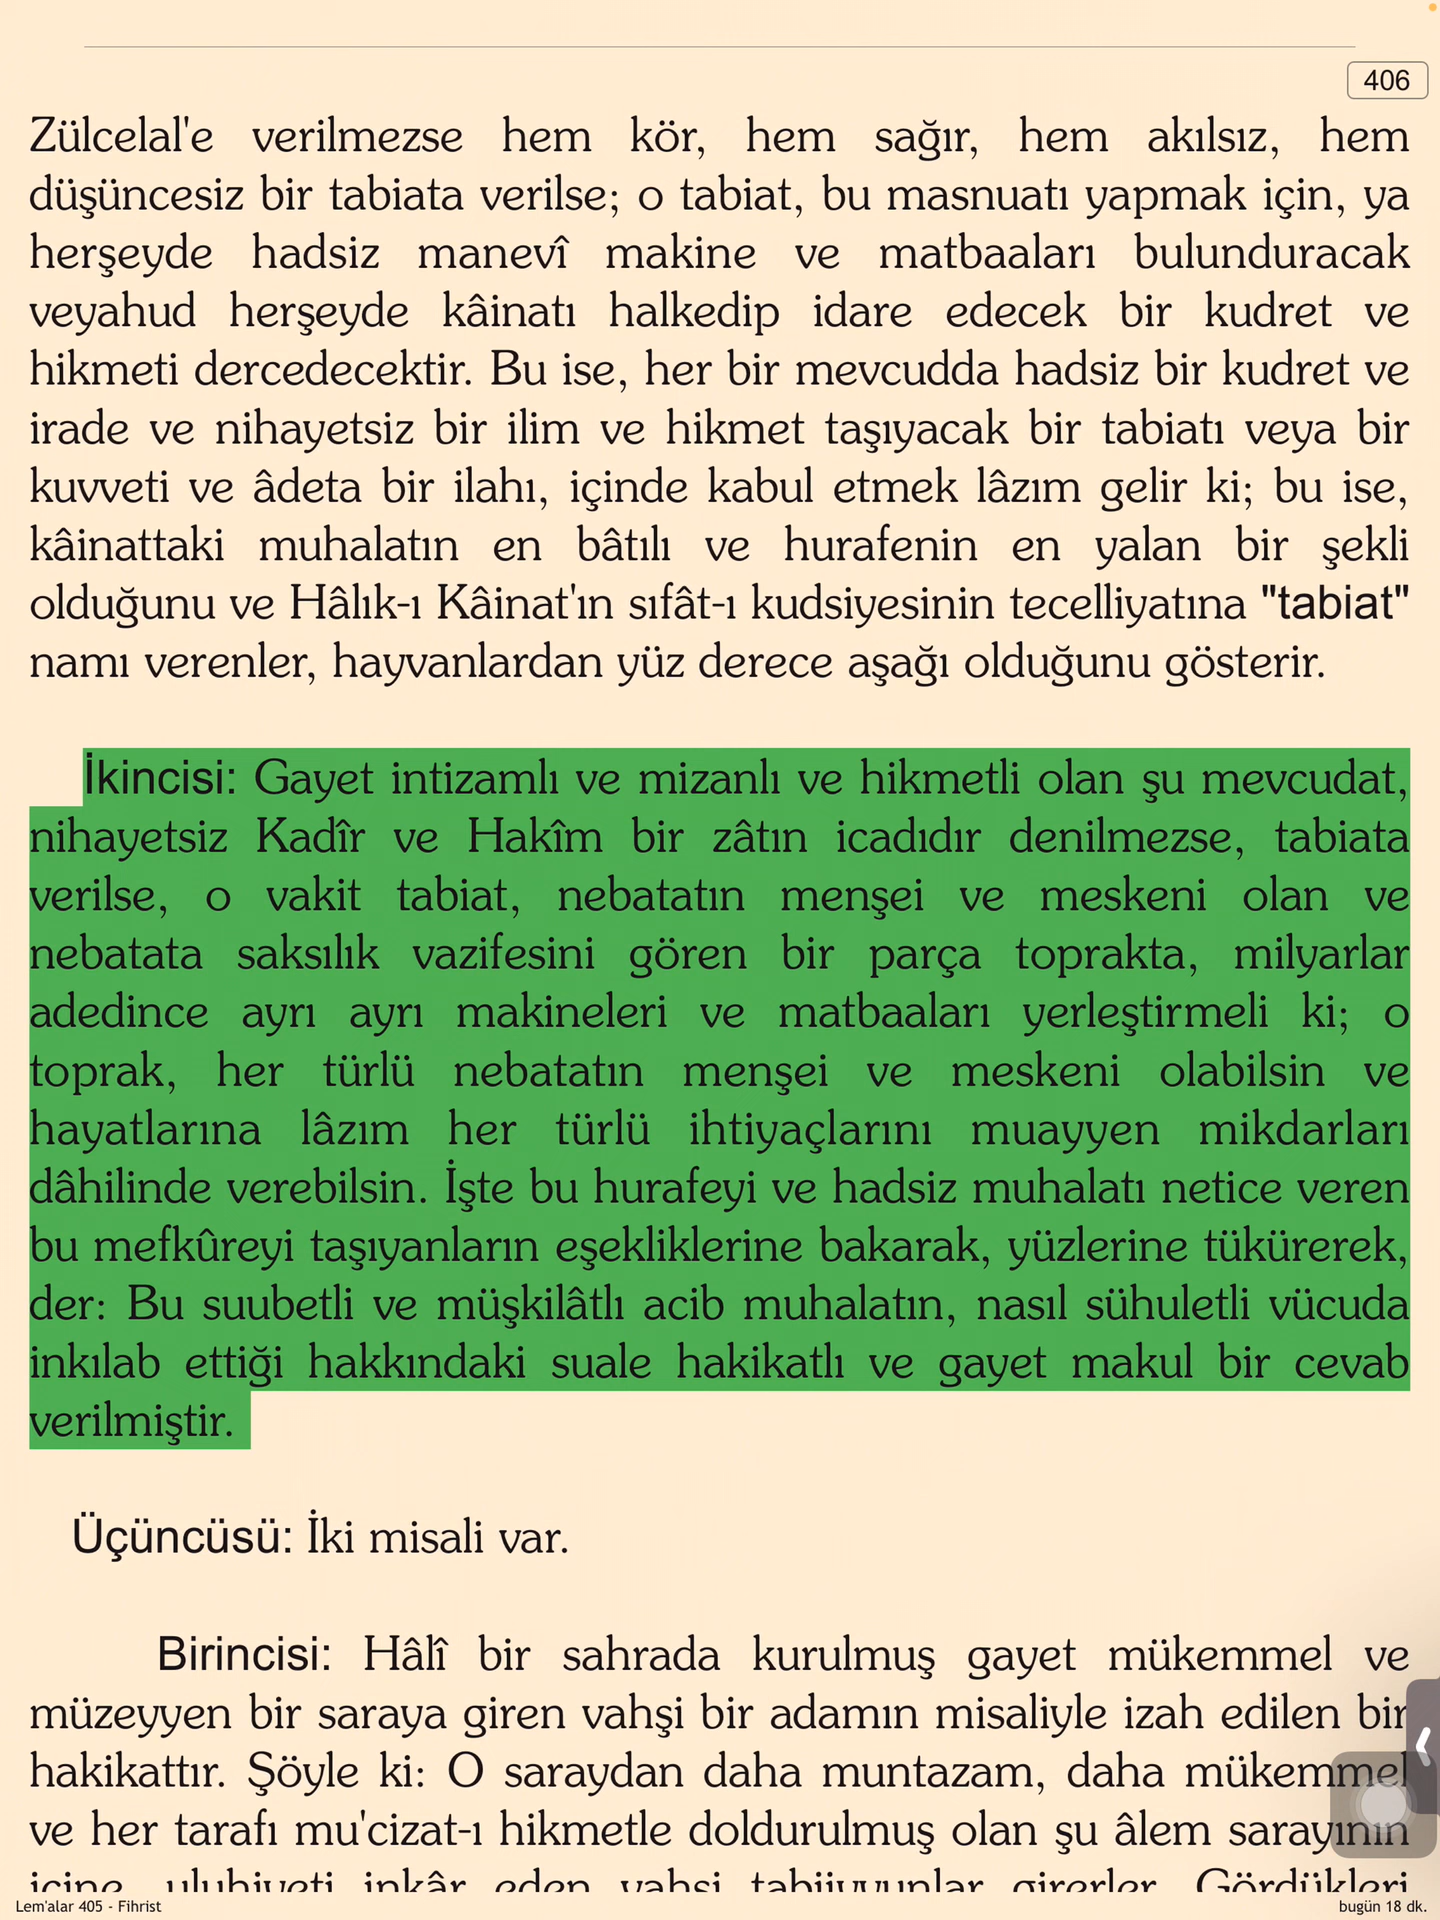 406
Zülcelal'e verilmezse hem kör, hem sağır, hem akılsız, hem
düşüncesiz bir tabiata verilse; o tabiat, bu masnuatı yapmak için, ya
herşeyde hadsiz manevî makine ve matbaaları bulunduracak
veyahud herşeyde kâinatı halkedip idare edecek bir kudret ve
hikmeti dercedecektir. Bu ise, her bir mevcudda hadsiz bir kudret ve
irade ve nihayetsiz bir ilim ve hikmet taşıyacak bir tabiatı veya bir
kuvveti ve âdeta bir ilahı, içinde kabul etmek lâzım gelir ki; bu ise,
kâinattaki muhalatın en bâtılı ve hurafenin en yalan bir şekli
olduğunu ve Hâlık-ı Kâinat'ın sıfât-ı kudsiyesinin tecelliyatına "tabiat"
namı verenler, hayvanlardan yüz derece aşağı olduğunu gösterir.
İkincisi: Gayet intizamlı ve mizanlı ve hikmetli olan şu mevcudat,
nihayetsiz Kadîr ve Hakîm bir zâtın icadıdır denilmezse, tabiata
verilse, o vakit tabiat, nebatatın menşei ve meskeni olan ve
nebatata saksılık vazifesini gören bir parça toprakta, milyarlar
adedince ayrı ayrı makineleri ve matbaaları yerleştirmeli ki; o
toprak, her türlü nebatatın menşei ve meskeni olabilsin ve
hayatlarına lâzım her türlü ihtiyaçlarını muayyen mikdarları
dâhilinde verebilsin. İşte bu hurafeyi ve hadsiz muhalatı netice veren
bu mefkûreyi taşıyanların eşekliklerine bakarak, yüzlerine tükürerek,
der: Bu suubetli ve müşkilâtlı acib muhalatın, nasıl sühuletli vücuda
inkılab ettiği hakkındaki suale hakikatlı ve gayet makul bir cevab
verilmiştir.
Üçüncüsü: İki misali var.
Birincisi: Hâlî bir sahrada kurulmuş gayet mükemmel ve
müzeyyen bir saraya giren vahşi bir adamın misaliyle izah edilen bir
hakikattır. Şöyle ki: O saraydan daha muntazam, daha mükemmel
ve her tarafı mu'cizat-ı hikmetle doldurulmuş olan şu âlem sarayının
içine, uluhiyeti inkâr eden vahşi tabiiyyunlar girerler. Gördükleri
Lem'alar 405 - Fihrist
bugün 18 dk.